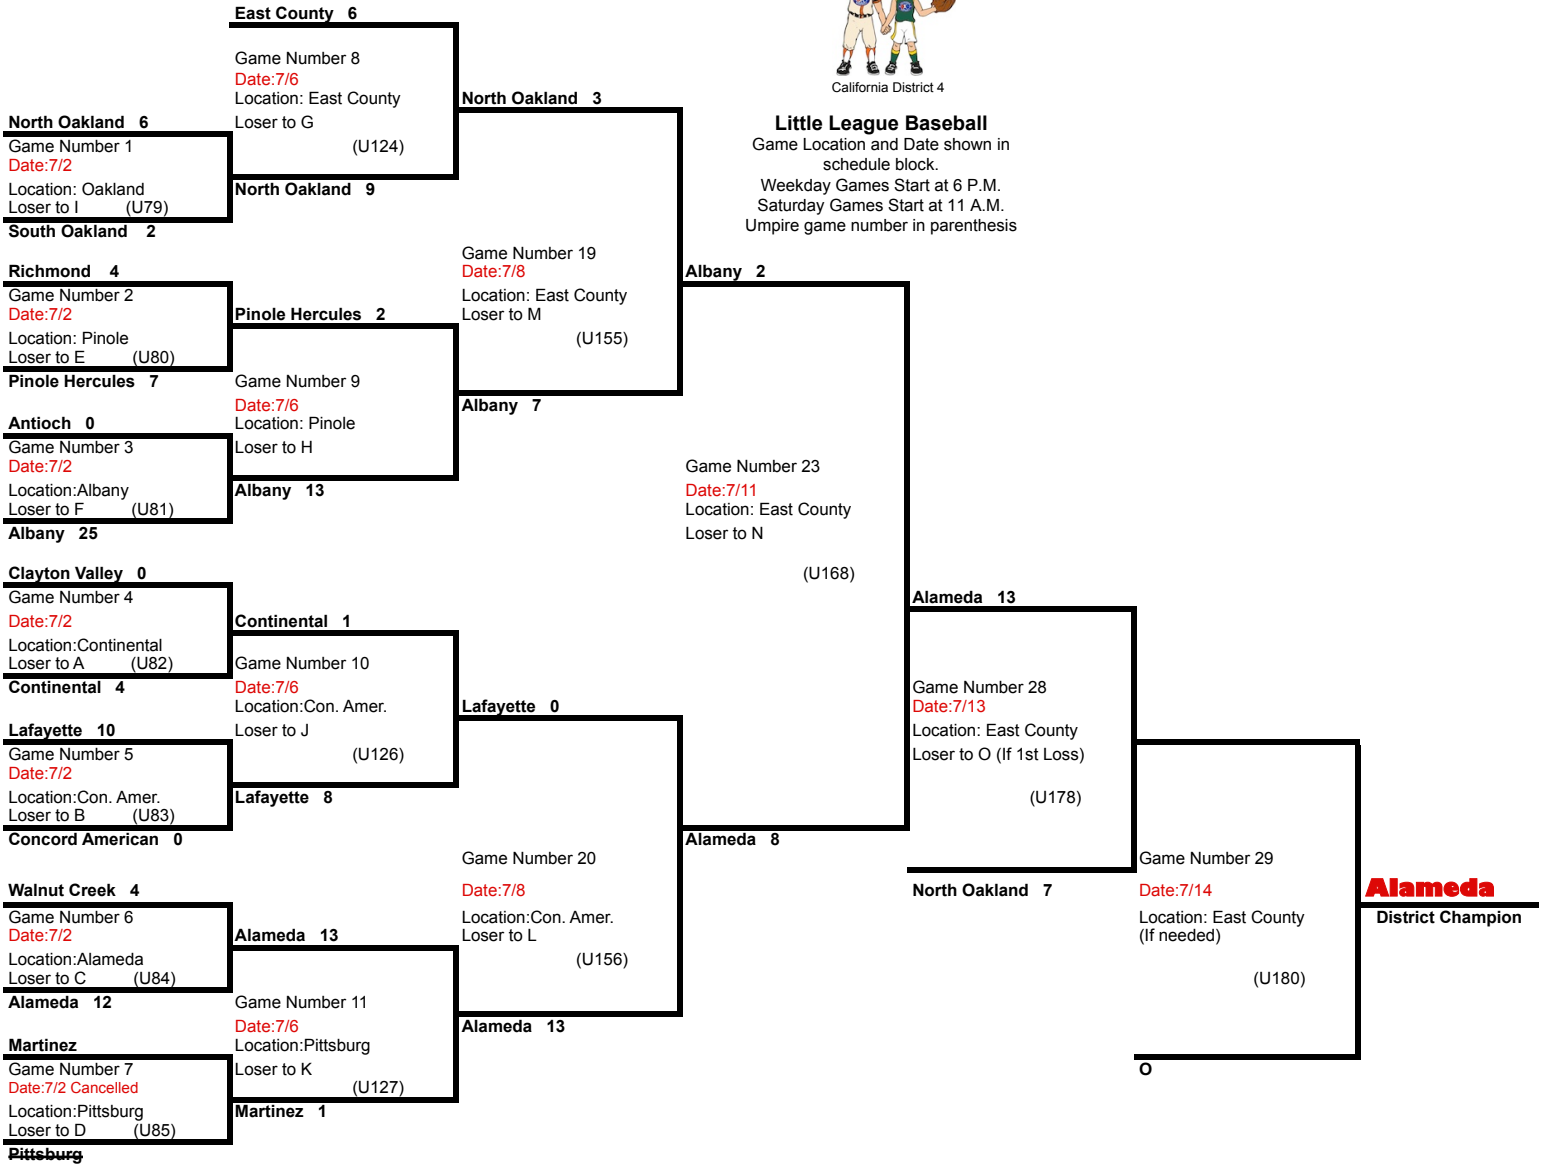 East County 6
Game Number 8
Date:7/6
Location: East County
Loser to G
(U124)
North Oakland 9
North Oakland 6
Game Number 1
Date:7/2
Location: Oakland
Loser to I (U79)
South Oakland 2
Richmond 4
Game Number 2
Date:7/2
Location: Pinole
Loser to E (U80)
Pinole Hercules 7
Antioch 0
Game Number 3
Date:7/2
Location:Albany
Loser to F (U81)
Albany 25
Clayton Valley 0
Game Number 4
Date:7/2
Location:Continental
Loser to A (U82)
Continental 4
Lafayette 10
Game Number 5
Date:7/2
Location:Con. Amer.
Loser to B (U83)
Concord American 0
Walnut Creek 4
Game Number 6
Date:7/2
Location:Alameda
Loser to C (U84)
Alameda 12
Martinez
Game Number 7
Date:7/2 Cancelled
Location:Pittsburg
Loser to D (U85)
Pittsburg
Pinole Hercules 2
Game Number 9
Date:7/6
Location: Pinole
Loser to H
Albany 13
Continental 1
Game Number 10
Date:7/6
Location:Con. Amer.
Loser to J
(U126)
Lafayette 8
Alameda 13
Game Number 11
Date:7/6
Location:Pittsburg
Loser to K
(U127)
Martinez 1
North Oakland 3
Game Number 19
Date:7/8
Location: East County
Loser to M
(U155)
Albany 7
Lafayette 0
Game Number 20
Date:7/8
Location:Con. Amer.
Loser to L
(U156)
Alameda 13
California District 4
Little League Baseball
Game Location and Date shown in
schedule block.
Weekday Games Start at 6 P.M.
Saturday Games Start at 11 A.M.
Umpire game number in parenthesis
Albany 2
Game Number 23
Date:7/11
Location: East County
Loser to N
(U168)
Alameda 8
Alameda 13
Game Number 28
Date:7/13
Location: East County
Loser to O (If 1st Loss)
(U178)
North Oakland 7
Game Number 29
Date:7/14
Location: East County
(If needed)
(U180)
O
Alameda
District Champion